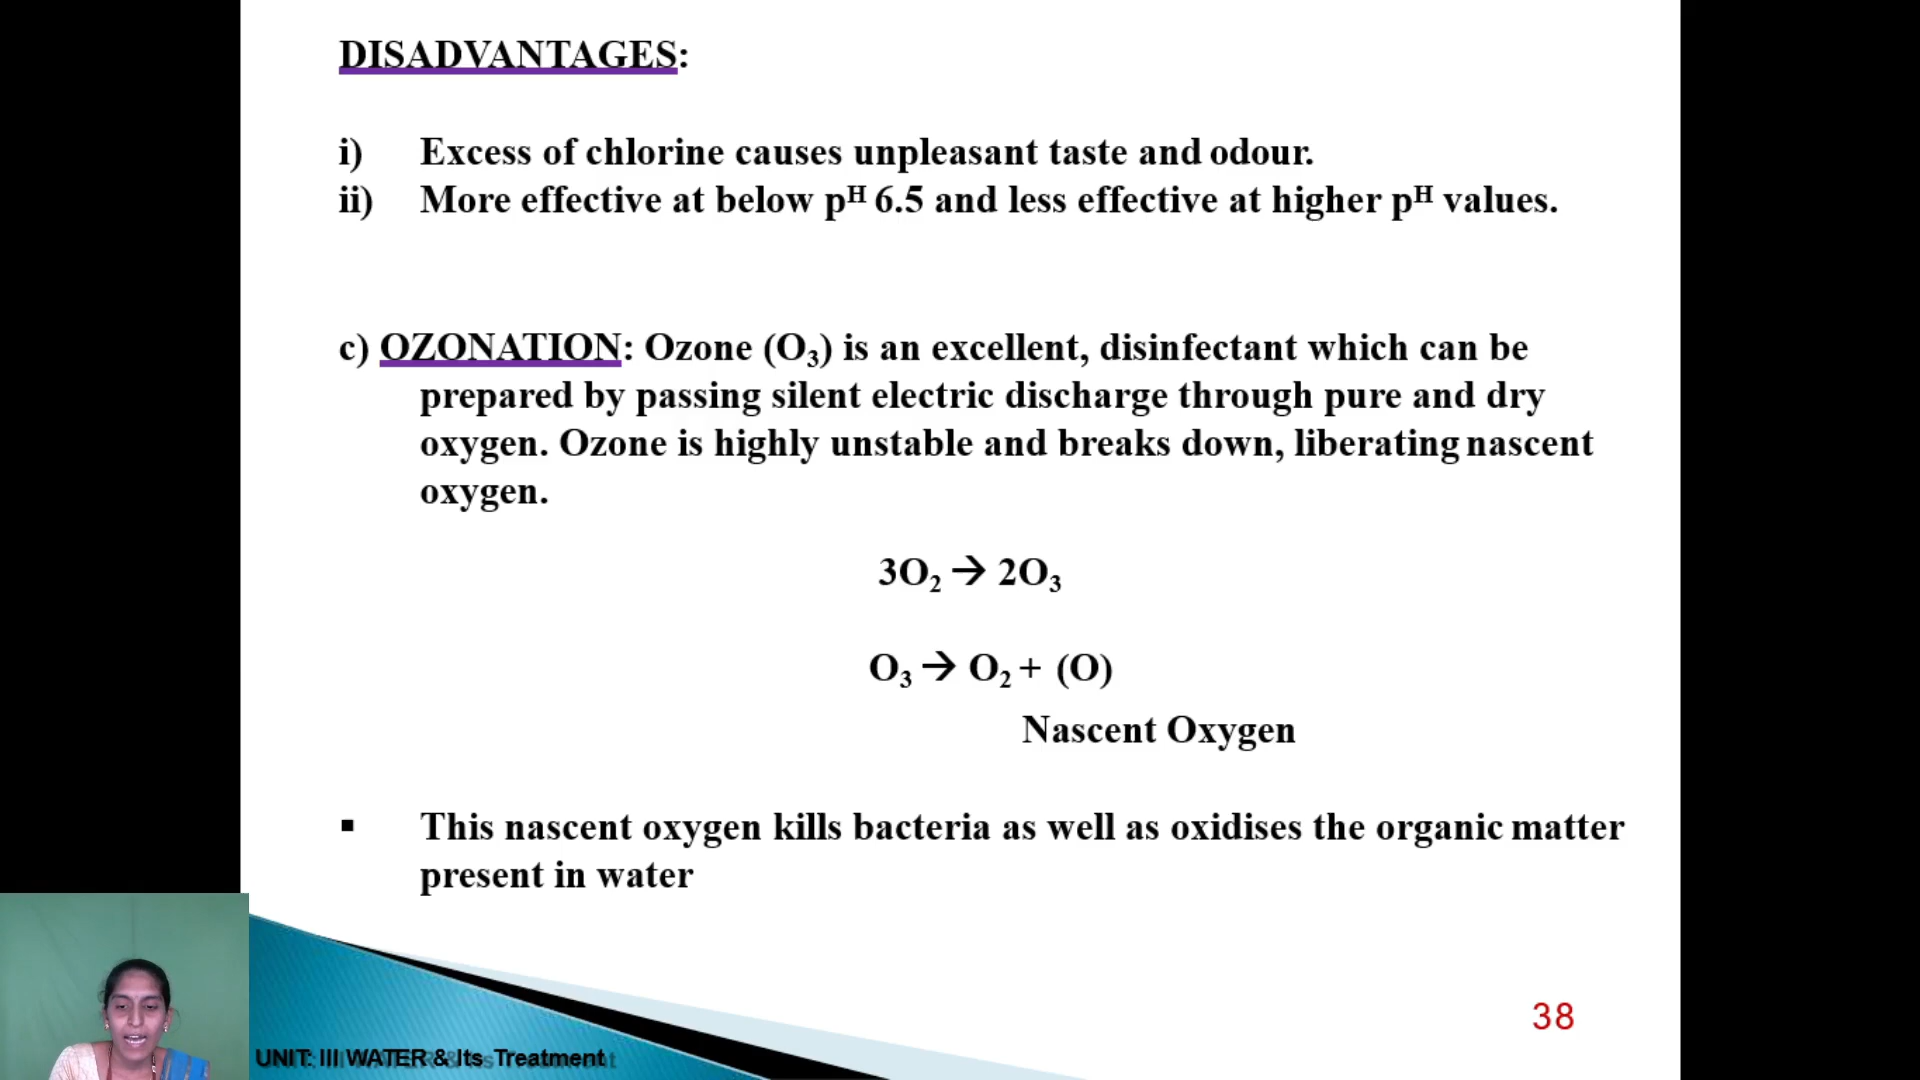 DISADVANTAGES:
i) Excess of chlorine causes unpleasant taste and odour.
ii) More effective at below pᴴ 6.5 and less effective at higher pᴴ values.
c) OZONATION: Ozone (O₃) is an excellent, disinfectant which can be
prepared by passing silent electric discharge through pure and dry
oxygen. Ozone is highly unstable and breaks down, liberating nascent
oxygen.
3O₂ → 2O₃
O₃ → O₂ + (O)
Nascent Oxygen
▪ This nascent oxygen kills bacteria as well as oxidises the organic matter
present in water
38
UNIT: III WATER & Its Treatment